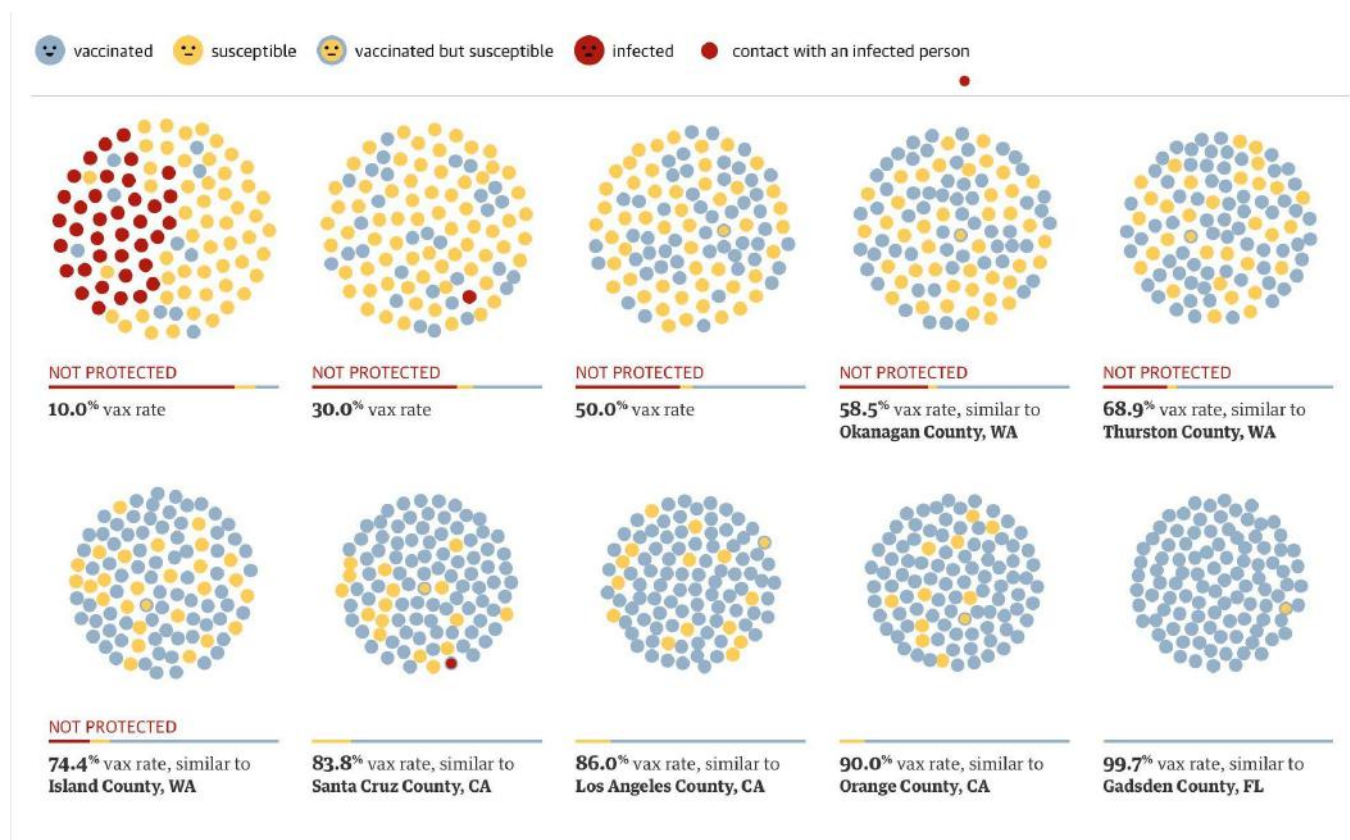 vaccinated susceptible vaccinated but susceptible infected contact with an infected person
NOT PROTECTED
10.0% vax rate
NOT PROTECTED
30.0% vax rate
NOT PROTECTED
50.0% vax rate
NOT PROTECTED
58.5% vax rate, similar to
Okanagan County, WA
NOT PROTECTED
68.9% vax rate, similar to
Thurston County, WA
NOT PROTECTED
74.4% vax rate, similar to
Island County, WA
83.8% vax rate, similar to
Santa Cruz County, CA
86.0% vax rate, similar to
Los Angeles County, CA
90.0% vax rate, similar to
Orange County, CA
99.7% vax rate, similar to
Gadsden County, FL